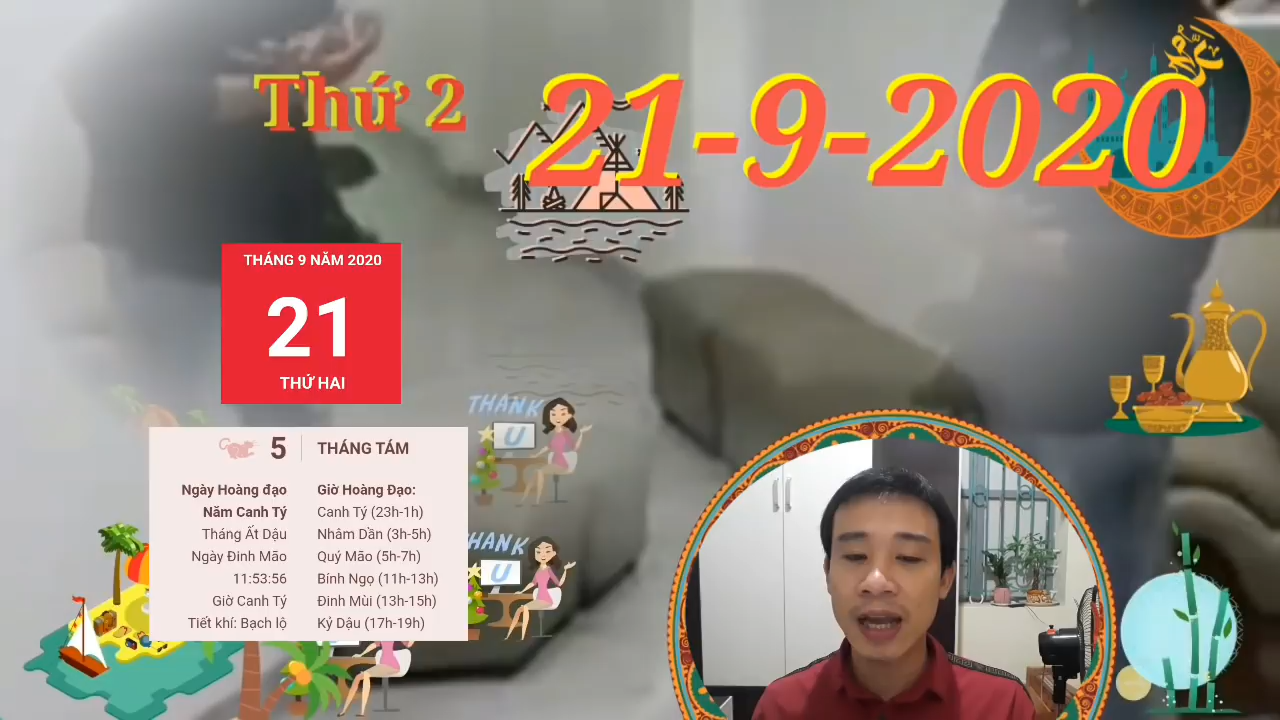 Thứ 2
21-9-2020
THÁNG 9 NĂM 2020
21
THỨ HAI
5 THÁNG TÁM
Ngày Hoàng đạo
Năm Canh Tý
Tháng Ất Dậu
Ngày Đinh Mão
11:53:56
Giờ Canh Tý
Tiết khí: Bạch lộ
Giờ Hoàng Đạo:
Canh Tý (23h-1h)
Nhâm Dần (3h-5h)
Quý Mão (5h-7h)
Bính Ngọ (11h-13h)
Đinh Mùi (13h-15h)
Kỷ Dậu (17h-19h)
THANK
U
THANK
U